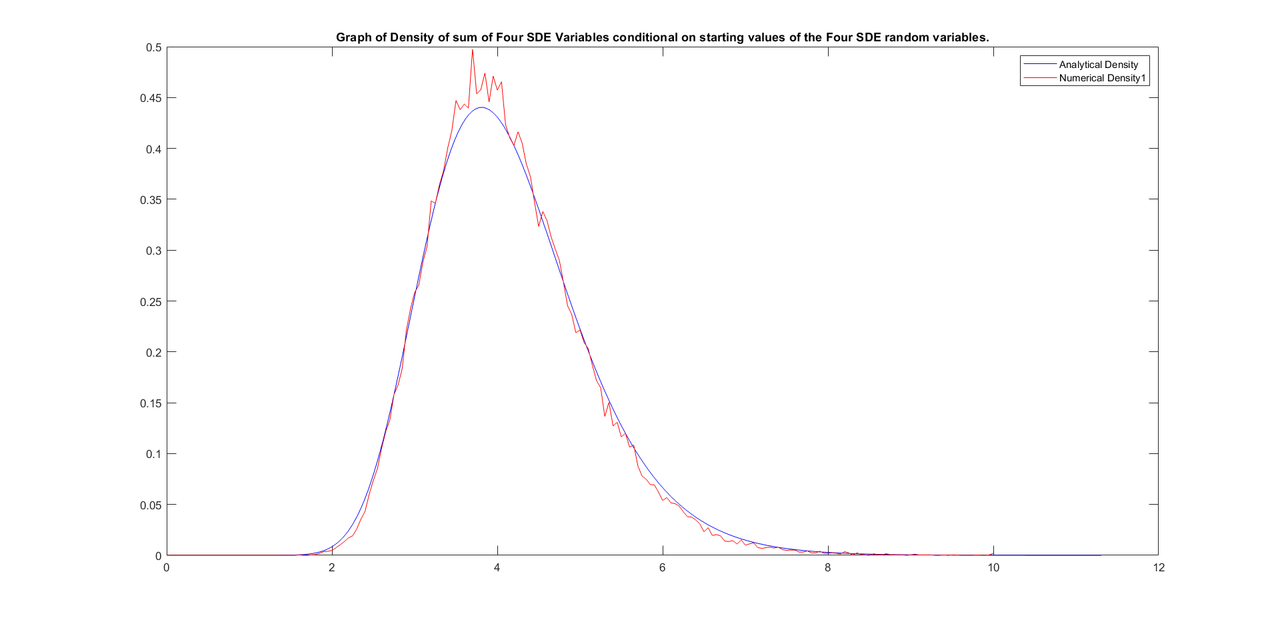 Graph of Density of sum of Four SDE Variables conditional on starting values of the Four SDE random variables.
Analytical Density
Numerical Density1
0.5
0.45
0.4
0.35
0.3
0.25
0.2
0.15
0.1
0.05
0
0 2 4 6 8 10 12